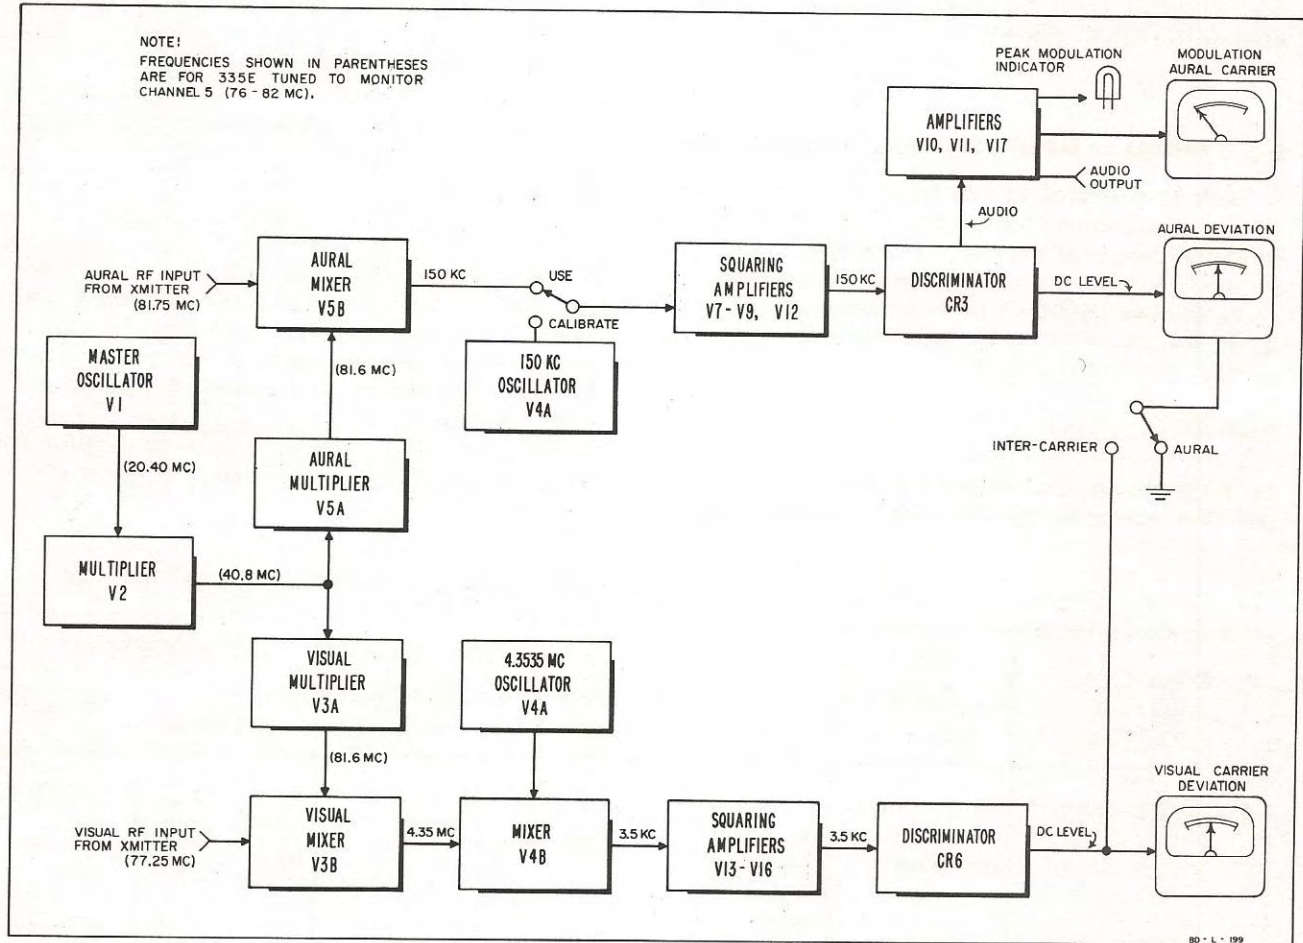 NOTE!
FREQUENCIES SHOWN IN PARENTHESES
ARE FOR 335E TUNED TO MONITOR
CHANNEL 5 (76 - 82 MC).
PEAK MODULATION
INDICATOR
MODULATION
AURAL CARRIER
AMPLIFIERS
V10, V11, V17
AUDIO
OUTPUT
AUDIO
AURAL DEVIATION
AURAL RF INPUT
FROM XMITTER
(81.75 MC)
AURAL
MIXER
V5B
150 KC
USE
CALIBRATE
SQUARING
AMPLIFIERS
V7 - V9, V12
150 KC
DISCRIMINATOR
CR3
DC LEVEL
MASTER
OSCILLATOR
V1
(81.6 MC)
150 KC
OSCILLATOR
V4A
(20.40 MC)
AURAL
MULTIPLIER
V5A
INTER-CARRIER
AURAL
MULTIPLIER
V2
(40.8 MC)
VISUAL
MULTIPLIER
V3A
4.3535 MC
OSCILLATOR
V4A
(81.6 MC)
VISUAL CARRIER
DEVIATION
VISUAL RF INPUT
FROM XMITTER
(77.25 MC)
VISUAL
MIXER
V3B
4.35 MC
MIXER
V4B
3.5 KC
SQUARING
AMPLIFIERS
V13 - V16
3.5 KC
DISCRIMINATOR
CR6
DC LEVEL
BD - L - 199